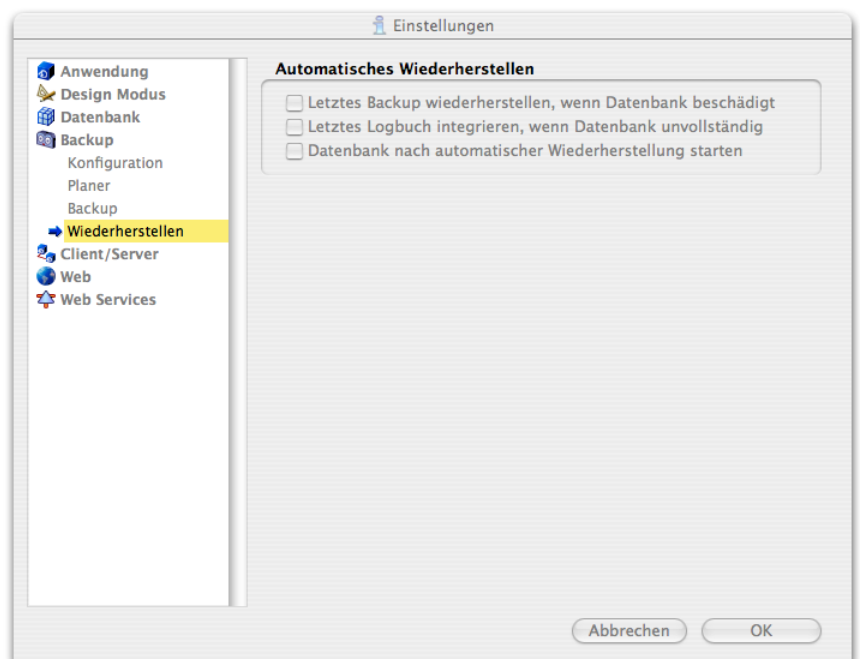 Einstellungen
Anwendung
Design Modus
Datenbank
Backup
Konfiguration
Planer
Backup
Wiederherstellen
Client/Server
Web
Web Services
Automatisches Wiederherstellen
Letztes Backup wiederherstellen, wenn Datenbank beschädigt
Letztes Logbuch integrieren, wenn Datenbank unvollständig
Datenbank nach automatischer Wiederherstellung starten
Abbrechen
OK